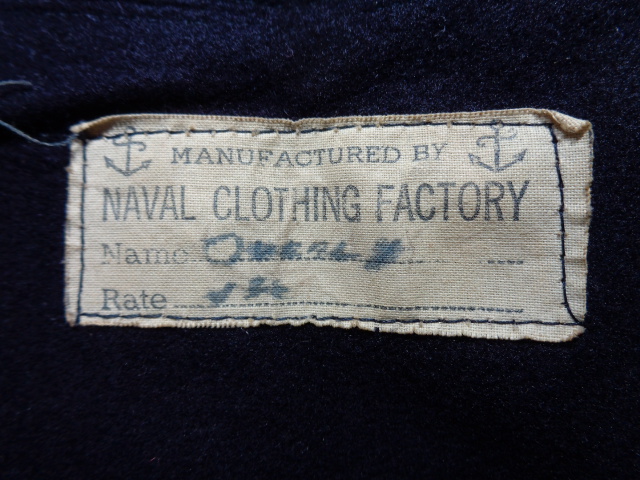 MANUFACTURED BY
NAVAL CLOTHING FACTORY
Name
Rate